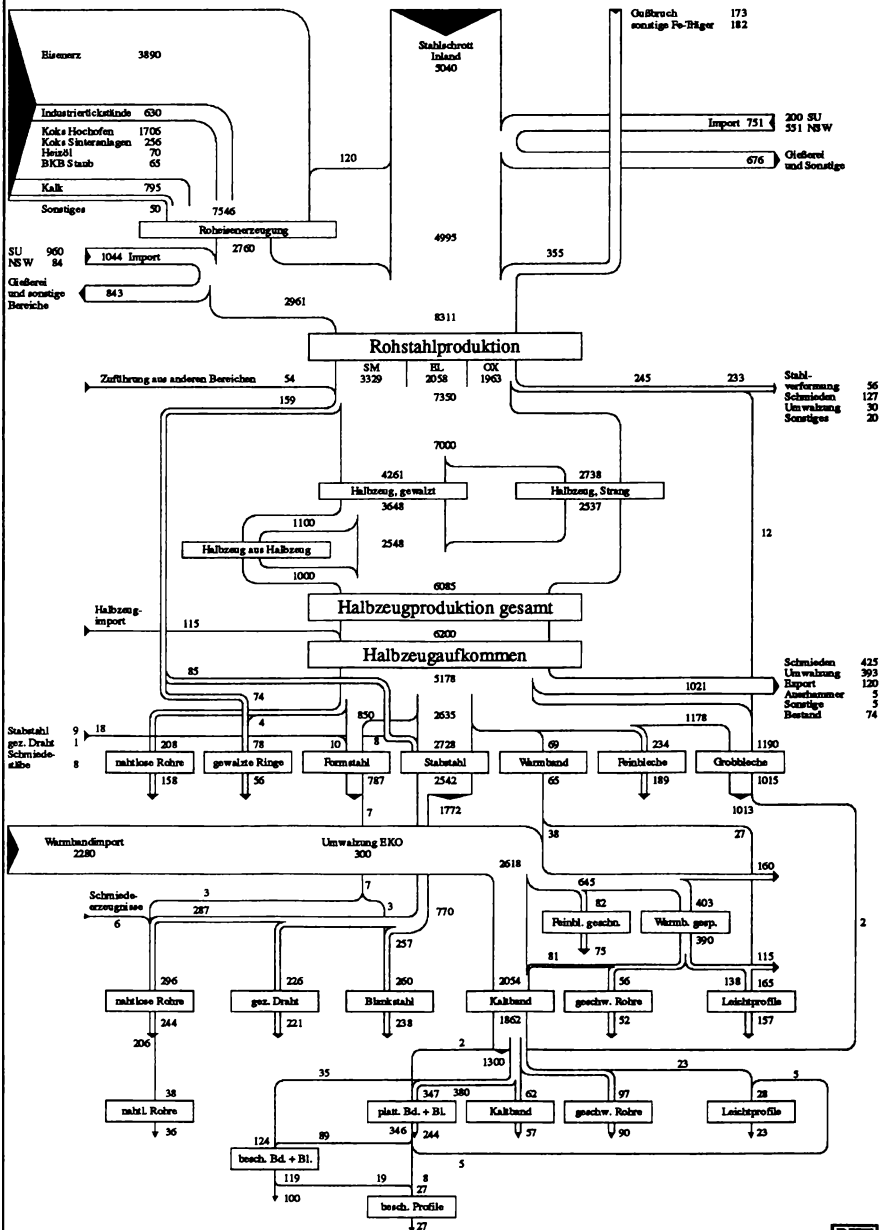 Gußbruch 173
sonstige Fe-Träger 182
Eisenerz 3890
Stahlschrott
Inland
5040
Industrierückstände 630
Import 751
200 SU
551 NSW
Koks Hochofen 1706
Koks Sinteranlagen 256
Heizöl 70
BKB Staub 65
120
676
Gießerei
und Sonstige
Kalk 795
Sonstiges 50
7546
Roheisenerzeugung
4995
SU 960
NSW 84
1044 Import
2760
355
Gießerei
und sonstige
Bereiche
843
2961
8311
Rohstahlproduktion
SM
3329
EL
2058
OX
1963
Zuführung aus anderen Bereichen 54
245
233
Stahl-
verformung 56
Schmieden 127
Umwalzung 30
Sonstiges 20
159
7350
7000
4261
2738
Halbzeug, gewalzt
Halbzeug, Strang
3648
2537
1100
12
Halbzeug aus Halbzeug
2548
1000
6085
Halbzeugproduktion gesamt
Halbzeug-
import
115
6200
Halbzeugaufkommen
85
5178
Schmieden 425
Umwalzung 393
Export 120
Auerhammer 5
Sonstige 5
Bestand 74
1021
74
850
2635
1178
Stabstahl 9
gez. Draht 1
Schmiede-
stäbe 8
18
4
208
78
10
8
2728
69
234
1190
nahtlose Rohre
gewalzte Ringe
Formstahl
Stabstahl
Warmband
Feinbleche
Grobbleche
158
56
787
2542
65
189
1015
1772
1013
7
38
27
Warmbandimport
2280
Umwalzung EKO
300
2618
160
7
645
Schmiede-
erzeugnisse
6
3
3
287
770
82
403
2
Feinbl. geschn.
Warmb. gesp.
257
390
81
75
115
296
226
260
2054
56
138
165
nahtlose Rohre
gez. Draht
Blankstahl
Kaltband
geschw. Rohre
Leichtprofile
244
221
238
1862
52
157
206
2
1300
35
23
5
38
347
380
62
97
28
nahtl. Rohre
platt. Bd. + Bl.
Kaltband
geschw. Rohre
Leichtprofile
36
346
244
57
90
23
124
89
besch. Bd. + Bl.
5
119
19
8
27
100
besch. Profile
27